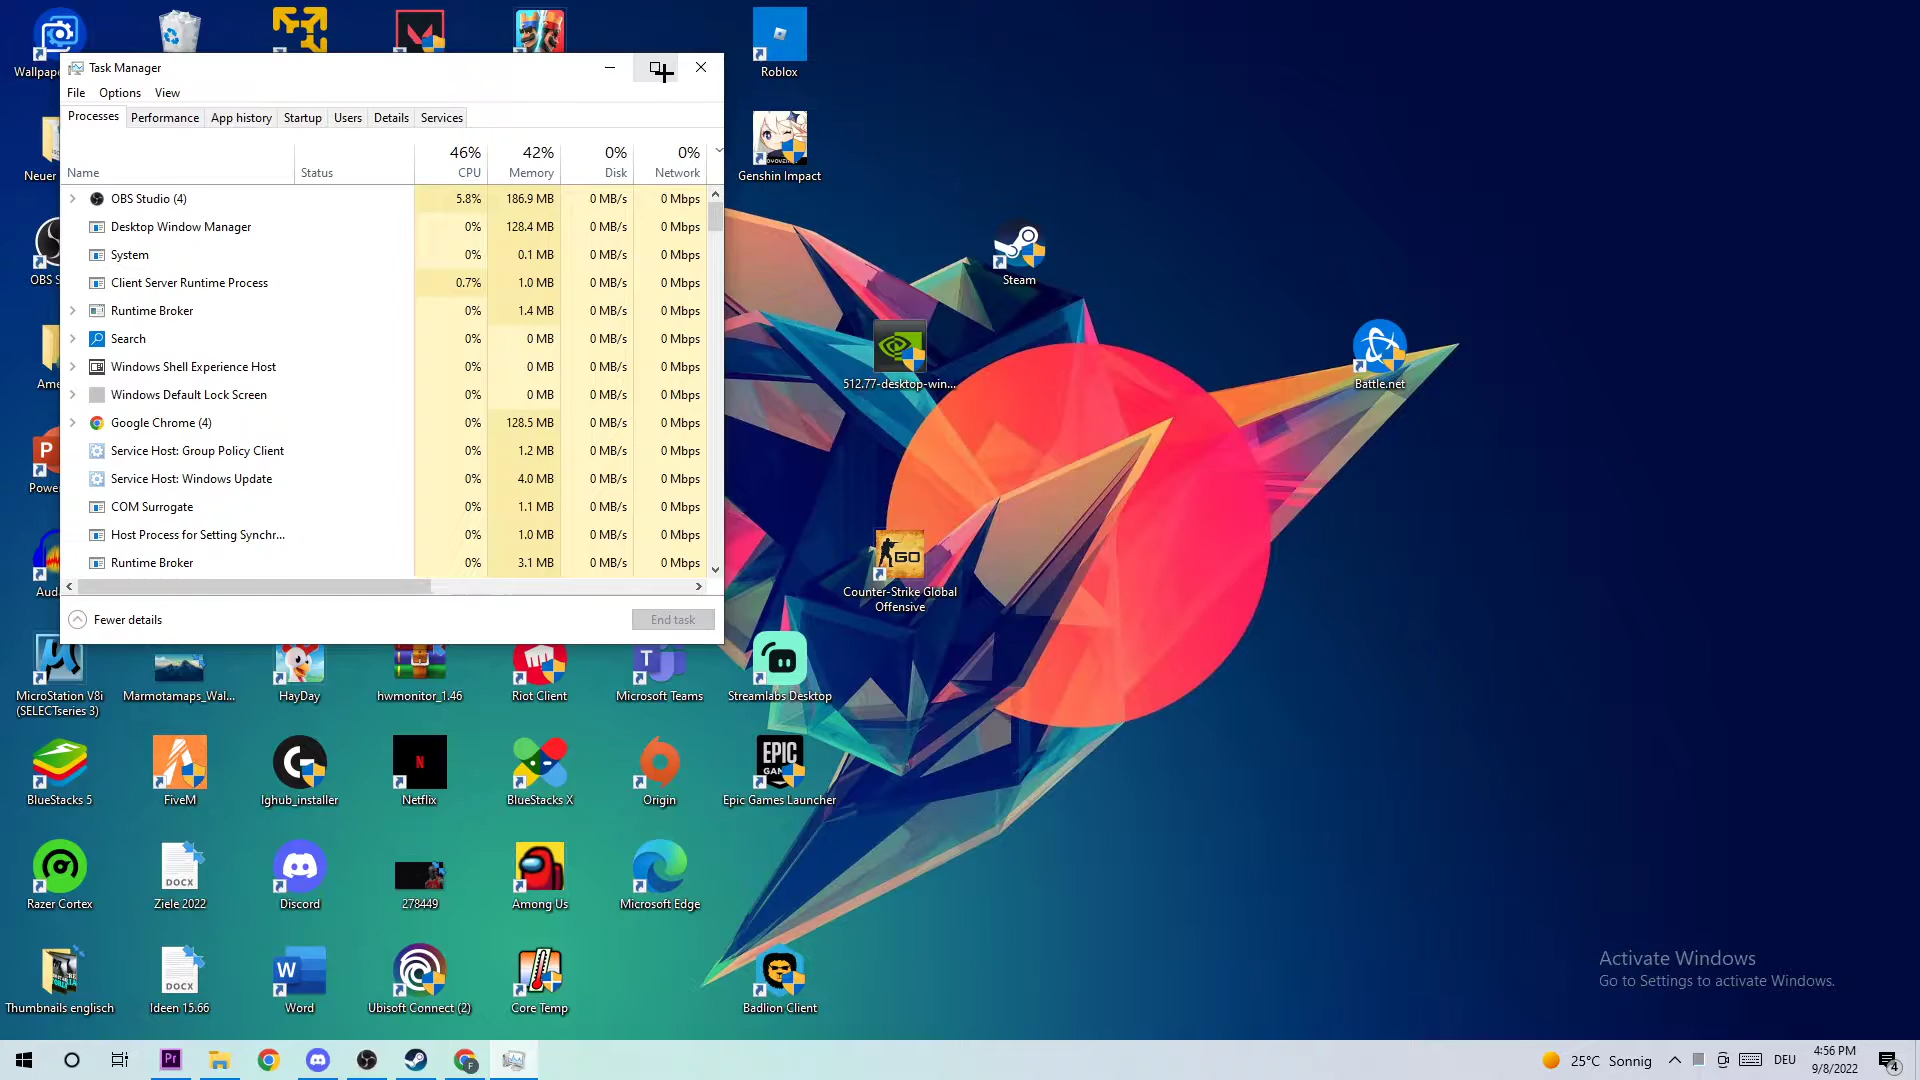 Task Manager
File Options View
Processes Performance App history Startup Users Details Services
46% 42% 0% 0%
Name Status CPU Memory Disk Network
OBS Studio (4) 5.8% 186.9 MB 0 MB/s 0 Mbps
Desktop Window Manager 0% 128.4 MB 0 MB/s 0 Mbps
System 0% 0.1 MB 0 MB/s 0 Mbps
Client Server Runtime Process 0.7% 1.0 MB 0 MB/s 0 Mbps
Runtime Broker 0% 1.4 MB 0 MB/s 0 Mbps
Search 0% 0 MB 0 MB/s 0 Mbps
Windows Shell Experience Host 0% 0 MB 0 MB/s 0 Mbps
Windows Default Lock Screen 0% 0 MB 0 MB/s 0 Mbps
Google Chrome (4) 0% 128.5 MB 0 MB/s 0 Mbps
Service Host: Group Policy Client 0% 1.2 MB 0 MB/s 0 Mbps
Service Host: Windows Update 0% 4.0 MB 0 MB/s 0 Mbps
COM Surrogate 0% 1.1 MB 0 MB/s 0 Mbps
Host Process for Setting Synchr... 0% 1.0 MB 0 MB/s 0 Mbps
Runtime Broker 0% 3.1 MB 0 MB/s 0 Mbps
Fewer details End task
Wallpape
Neuer
OBS S
Ame
Powe
Auda
Roblox
Genshin Impact
Steam
512.77-desktop-win...
Battle.net
GO
Counter-Strike Global
Offensive
MicroStation V8i
(SELECTseries 3)
Marmotamaps_Wal...
HayDay
hwmonitor_1.46
Riot Client
Microsoft Teams
Streamlabs Desktop
BlueStacks 5
FiveM
lghub_installer
Netflix
BlueStacks X
Origin
EPIC
GAMES
Epic Games Launcher
Razer Cortex
DOCX
Ziele 2022
Discord
278449
Among Us
Microsoft Edge
Thumbnails englisch
DOCX
Ideen 15.66
Word
Ubisoft Connect (2)
Core Temp
Badlion Client
Activate Windows
Go to Settings to activate Windows.
Pr
25°C Sonnig
DEU
4:56 PM
9/8/2022
4